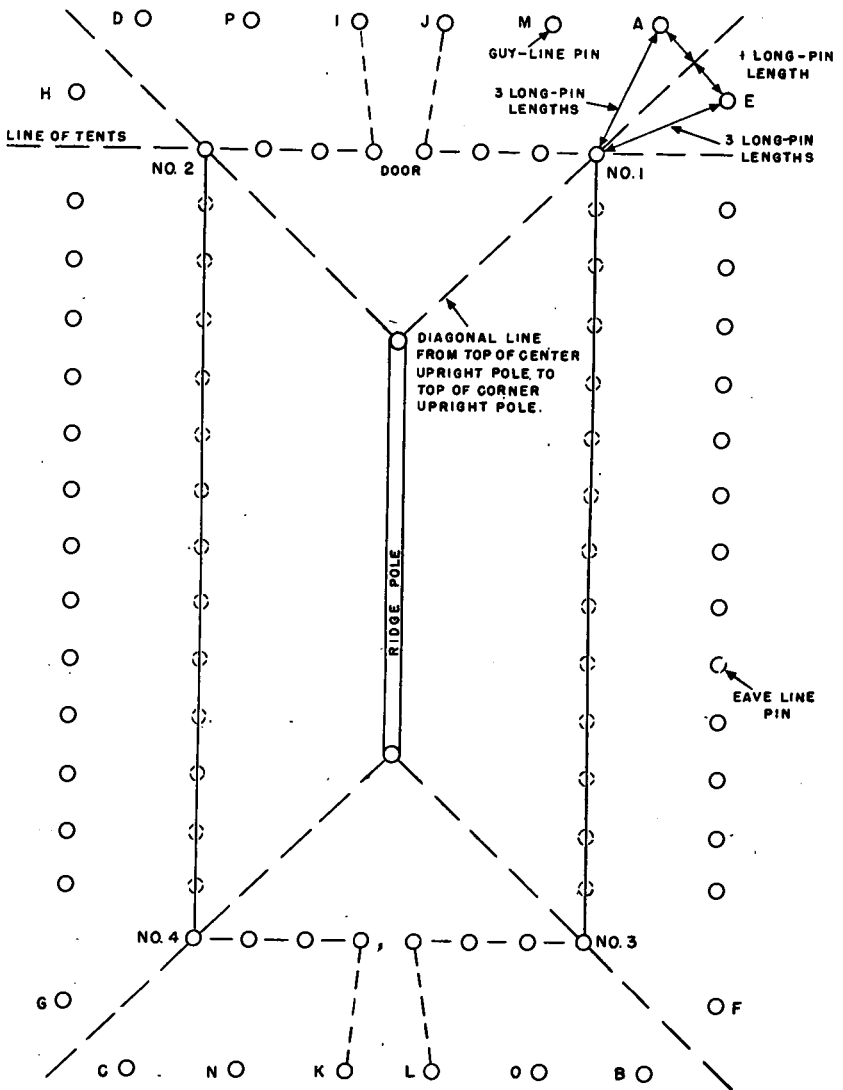 D
P
I
J
M
A
GUY-LINE PIN
1 LONG-PIN
LENGTH
3 LONG-PIN
LENGTHS
E
H
LINE OF TENTS
3 LONG-PIN
LENGTHS
NO. 2
DOOR
NO. 1
DIAGONAL LINE
FROM TOP OF CENTER
UPRIGHT POLE TO
TOP OF CORNER
UPRIGHT POLE.
RIDGE POLE
EAVE LINE
PIN
NO. 4
NO. 3
G
F
C
N
K
L
O
B